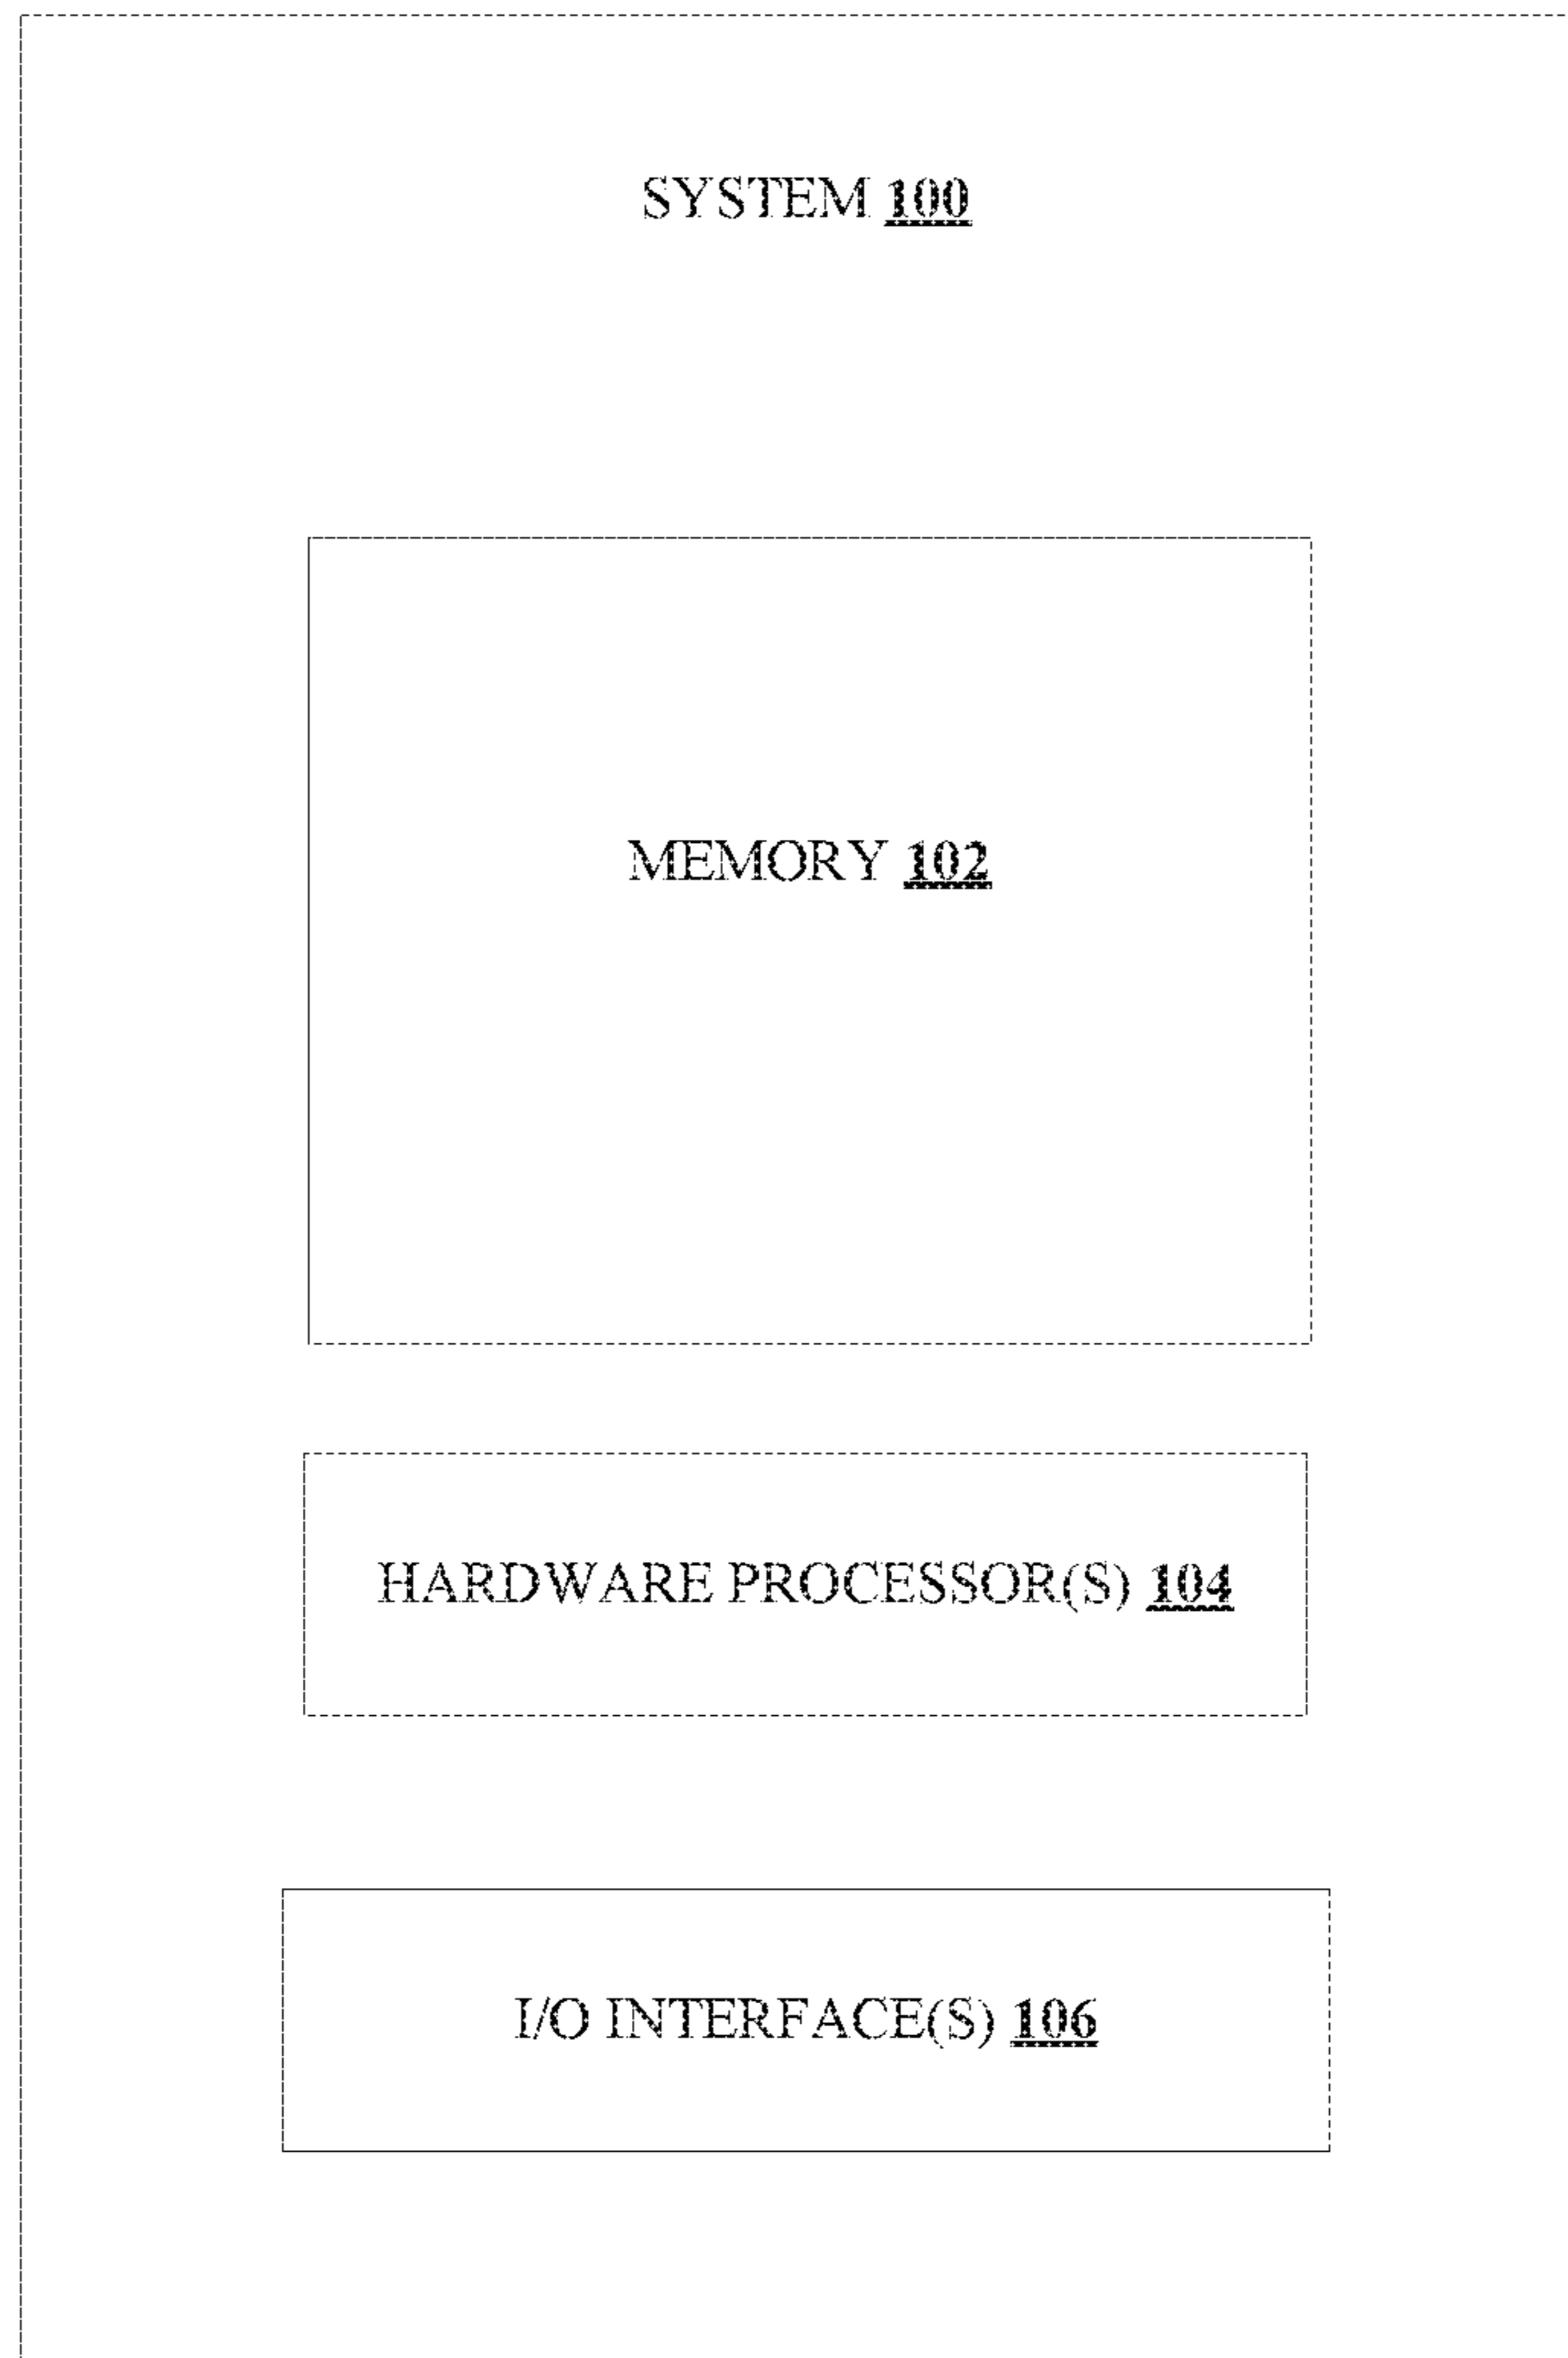 SYSTEM 100
MEMORY 102
HARDWARE PROCESSOR(S) 104
I/O INTERFACE(S) 106